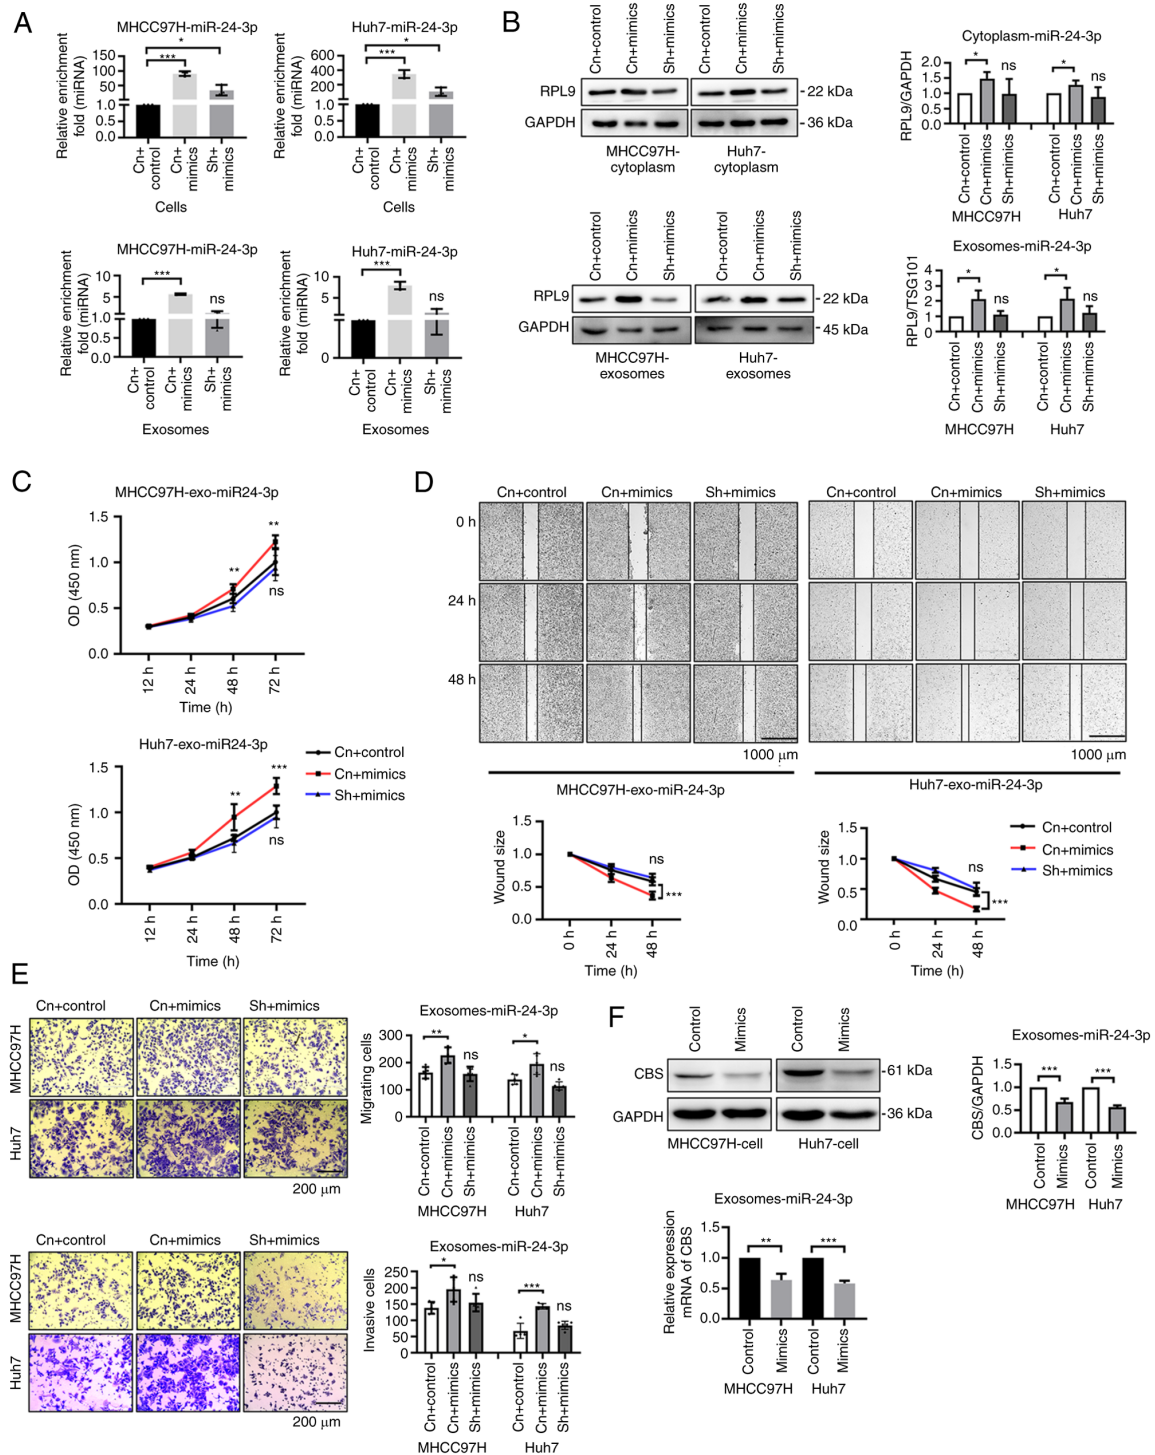 A
MHCC97H-miR-24-3p
Relative enrichment
fold (miRNA)
150
100
50
1.0
0.5
0.0
*
***
Cn+
control
Cn+
mimics
Sh+
mimics
Cells
Huh7-miR-24-3p
Relative enrichment
fold (miRNA)
600
400
200
1.0
0.5
0.0
*
***
Cn+
control
Cn+
mimics
Sh+
mimics
Cells
MHCC97H-miR-24-3p
Relative enrichment
fold (miRNA)
10
5
1.0
0.5
0.0
***
ns
Cn+
control
Cn+
mimics
Sh+
mimics
Exosomes
Huh7-miR-24-3p
Relative enrichment
fold (miRNA)
10
5
1.0
0
***
ns
Cn+
control
Cn+
mimics
Sh+
mimics
Exosomes
B
Cn+control
Cn+mimics
Sh+mimics
Cn+control
Cn+mimics
Sh+mimics
RPL9
22 kDa
GAPDH
36 kDa
MHCC97H-
cytoplasm
Huh7-
cytoplasm
Cn+control
Cn+mimics
Sh+mimics
Cn+control
Cn+mimics
Sh+mimics
RPL9
22 kDa
GAPDH
45 kDa
MHCC97H-
exosomes
Huh7-
exosomes
Cytoplasm-miR-24-3p
RPL9/GAPDH
2.0
1.5
1.0
0.5
0.0
*
ns
*
ns
Cn+control
Cn+mimics
Sh+mimics
Cn+control
Cn+mimics
Sh+mimics
MHCC97H
Huh7
Exosomes-miR-24-3p
RPL9/TSG101
4
3
2
1
0
*
ns
*
ns
Cn+control
Cn+mimics
Sh+mimics
Cn+control
Cn+mimics
Sh+mimics
MHCC97H
Huh7
C
MHCC97H-exo-miR24-3p
OD (450 nm)
1.5
1.0
0.5
0.0
**
**
ns
12 h
24 h
48 h
72 h
Time (h)
Huh7-exo-miR24-3p
OD (450 nm)
1.5
1.0
0.5
0.0
**
***
ns
12 h
24 h
48 h
72 h
Time (h)
Cn+control
Cn+mimics
Sh+mimics
D
Cn+control
Cn+mimics
Sh+mimics
Cn+control
Cn+mimics
Sh+mimics
0 h
24 h
48 h
1000 μm
1000 μm
MHCC97H-exo-miR-24-3p
Wound size
1.5
1.0
0.5
0.0
ns
***
0 h
24 h
48 h
Time (h)
Huh7-exo-miR-24-3p
Wound size
1.5
1.0
0.5
0.0
ns
***
0 h
24 h
48 h
Time (h)
Cn+control
Cn+mimics
Sh+mimics
E
Cn+control
Cn+mimics
Sh+mimics
MHCC97H
Huh7
200 μm
Exosomes-miR-24-3p
Migrating cells
300
200
100
0
**
ns
*
ns
Cn+control
Cn+mimics
Sh+mimics
Cn+control
Cn+mimics
Sh+mimics
MHCC97H
Huh7
Cn+control
Cn+mimics
Sh+mimics
MHCC97H
Huh7
200 μm
Exosomes-miR-24-3p
Invasive cells
250
200
150
100
50
0
*
ns
***
ns
Cn+control
Cn+mimics
Sh+mimics
Cn+control
Cn+mimics
Sh+mimics
MHCC97H
Huh7
F
Control
Mimics
Control
Mimics
CBS
61 kDa
GAPDH
36 kDa
MHCC97H-cell
Huh7-cell
Exosomes-miR-24-3p
CBS/GAPDH
1.5
1.0
0.5
0.0
***
***
Control
Mimics
Control
Mimics
MHCC97H
Huh7
Exosomes-miR-24-3p
Relative expression
mRNA of CBS
1.5
1.0
0.5
0.0
**
***
Control
Mimics
Control
Mimics
MHCC97H
Huh7